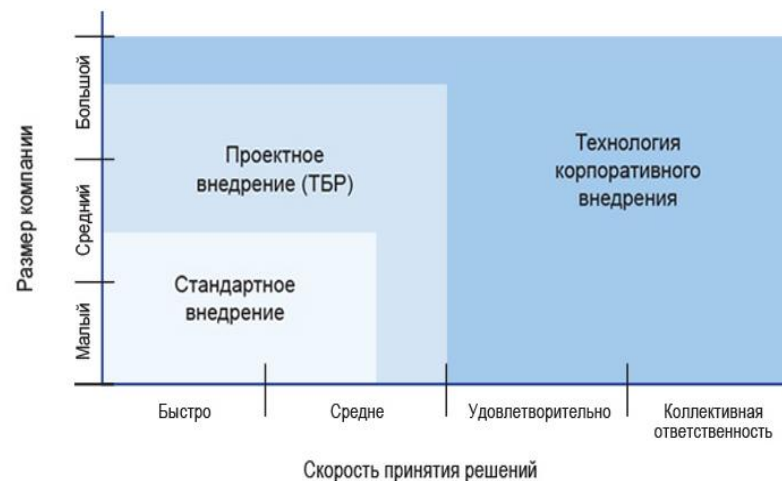 Размер компании
Большой
Средний
Малый
Проектное
внедрение (ТБР)
Стандартное
внедрение
Технология
корпоративного
внедрения
Быстро
Средне
Удовлетворительно
Коллективная
ответственность
Скорость принятия решений